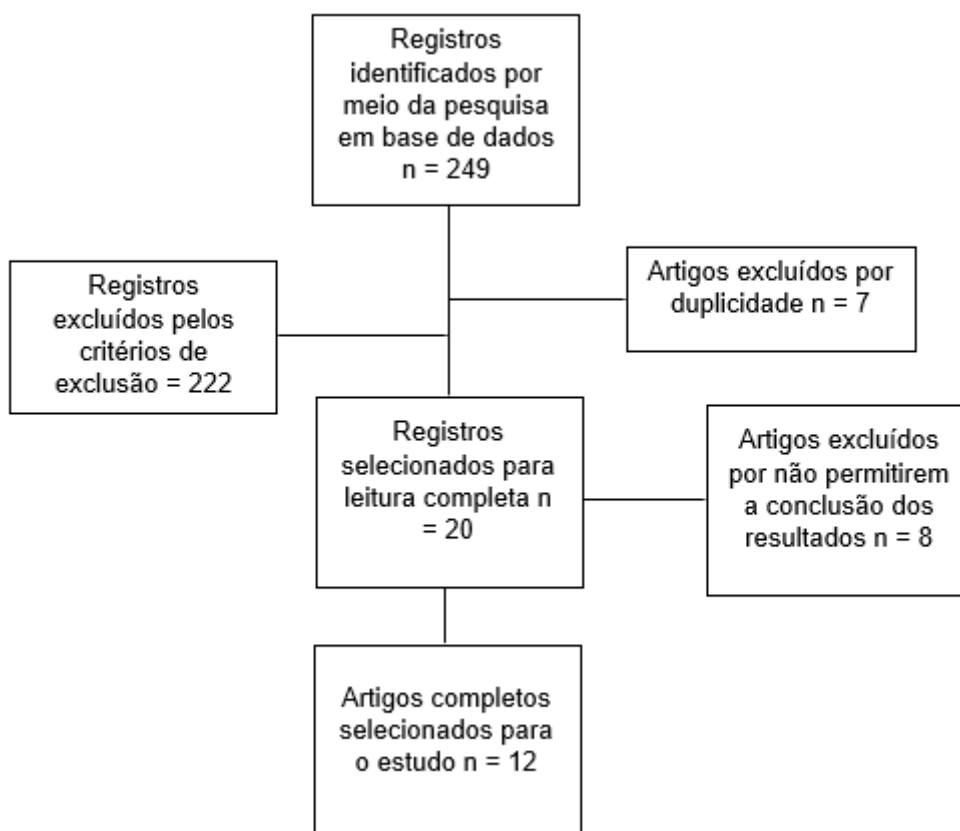 Registros
identificados por
meio da pesquisa
em base de dados
n = 249
Artigos excluídos por
duplicidade n = 7
Registros
excluídos pelos
critérios de
exclusão = 222
Registros
selecionados para
leitura completa n
= 20
Artigos excluídos
por não permitirem
a conclusão dos
resultados n = 8
Artigos completos
selecionados para
o estudo n = 12